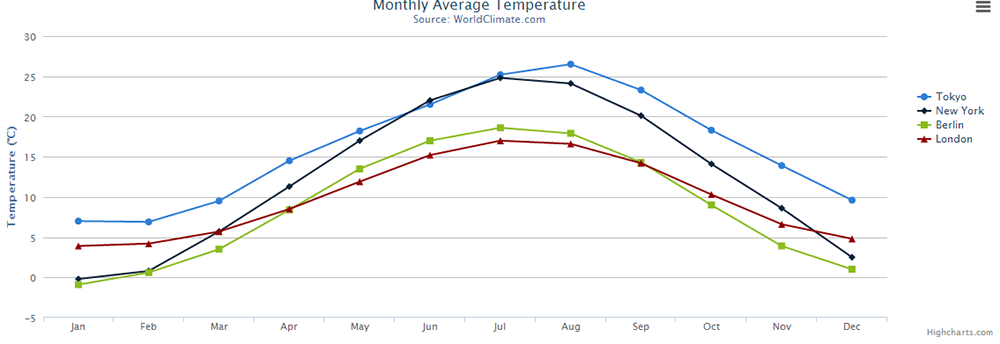 Monthly Average Temperature
Source: WorldClimate.com
Temperature (°C)
30
25
20
15
10
5
0
−5
Jan Feb Mar Apr May Jun Jul Aug Sep Oct Nov Dec
Tokyo
New York
Berlin
London
Highcharts.com